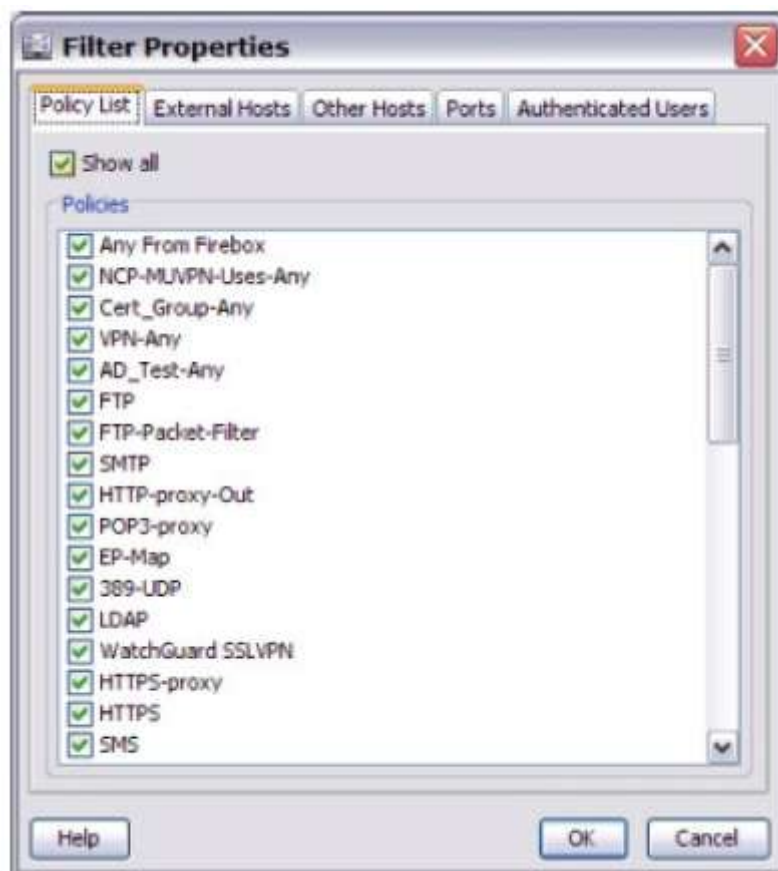 Filter Properties
Policy List External Hosts Other Hosts Ports Authenticated Users
Show all
Policies
Any From Firebox
NCP-MUVPN-Uses-Any
Cert_Group-Any
VPN-Any
AD_Test-Any
FTP
FTP-Packet-Filter
SMTP
HTTP-proxy-Out
POP3-proxy
EP-Map
389-UDP
LDAP
WatchGuard SSLVPN
HTTPS-proxy
HTTPS
SMS
Help OK Cancel